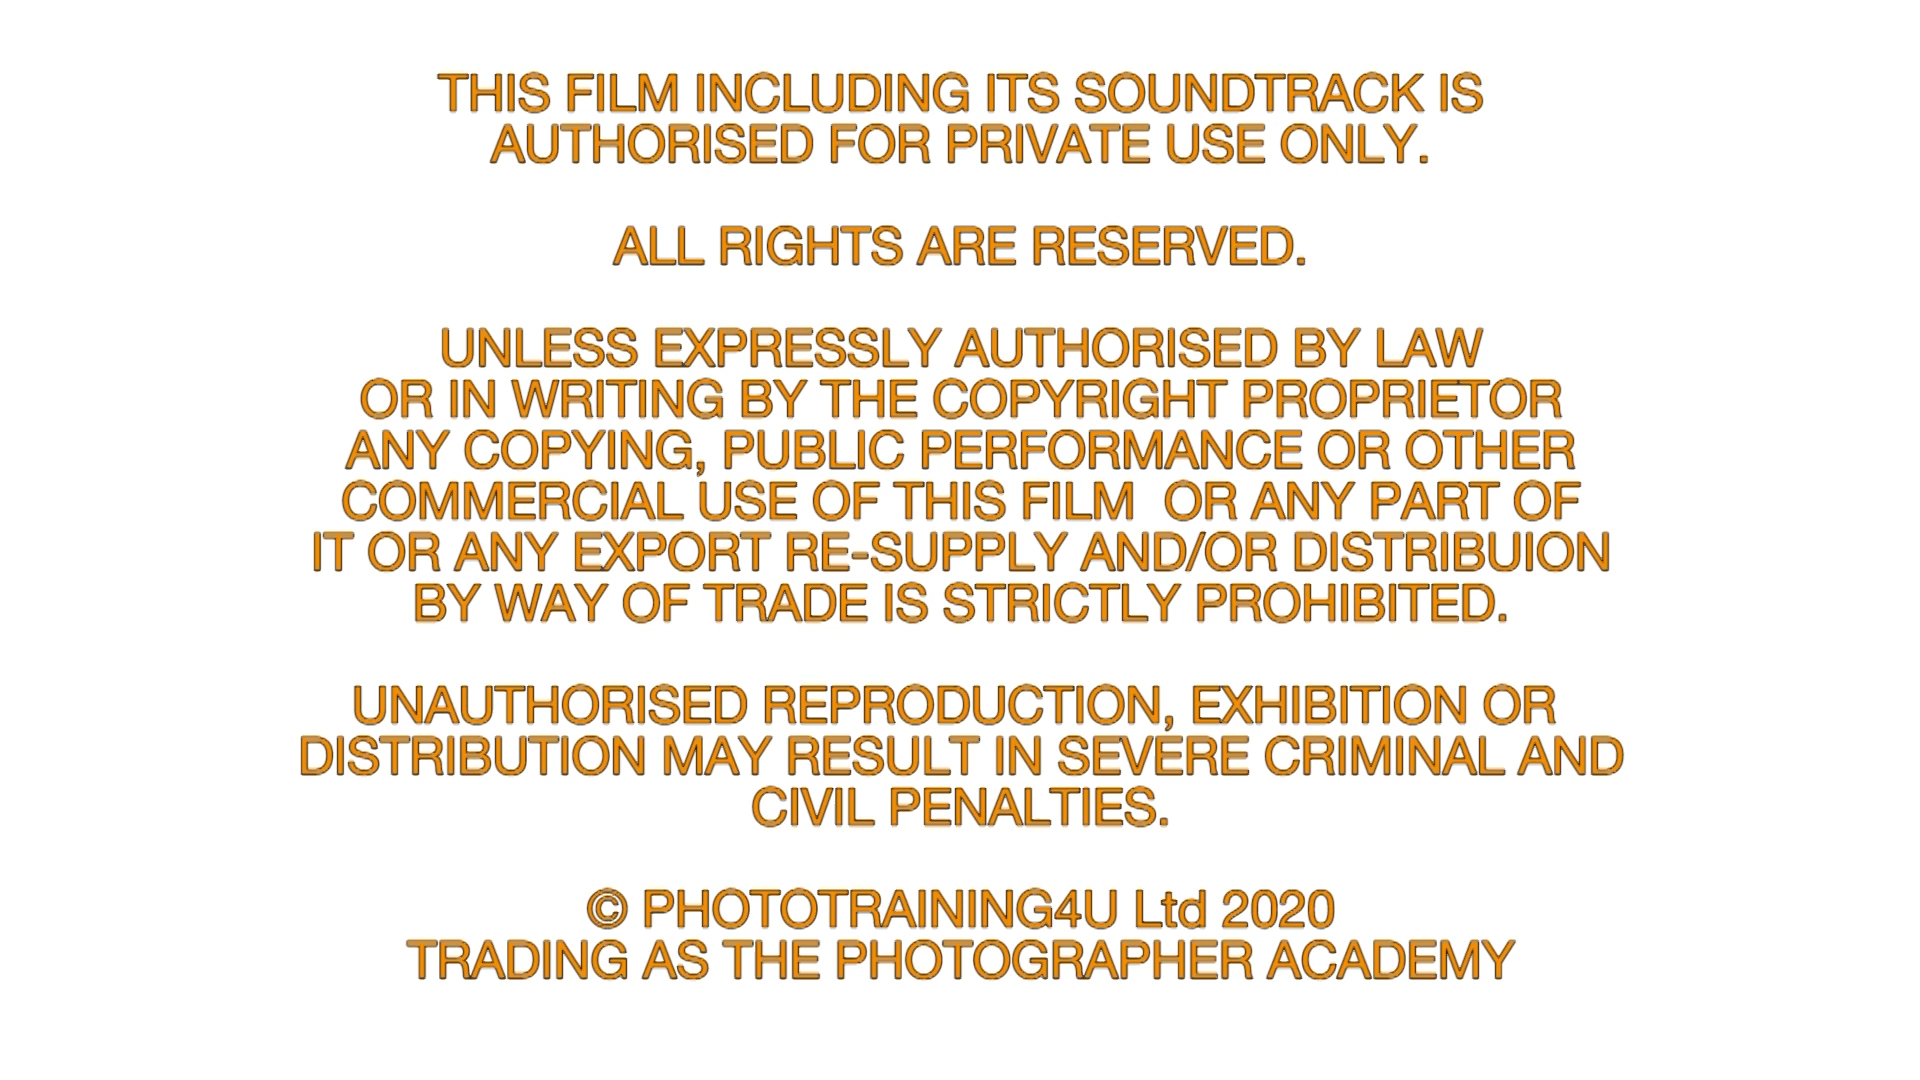 THIS FILM INCLUDING ITS SOUNDTRACK IS
AUTHORISED FOR PRIVATE USE ONLY.
ALL RIGHTS ARE RESERVED.
UNLESS EXPRESSLY AUTHORISED BY LAW
OR IN WRITING BY THE COPYRIGHT PROPRIETOR
ANY COPYING, PUBLIC PERFORMANCE OR OTHER
COMMERCIAL USE OF THIS FILM  OR ANY PART OF
IT OR ANY EXPORT RE-SUPPLY AND/OR DISTRIBUION
BY WAY OF TRADE IS STRICTLY PROHIBITED.
UNAUTHORISED REPRODUCTION, EXHIBITION OR
DISTRIBUTION MAY RESULT IN SEVERE CRIMINAL AND
CIVIL PENALTIES.
© PHOTOTRAINING4U Ltd 2020
TRADING AS THE PHOTOGRAPHER ACADEMY